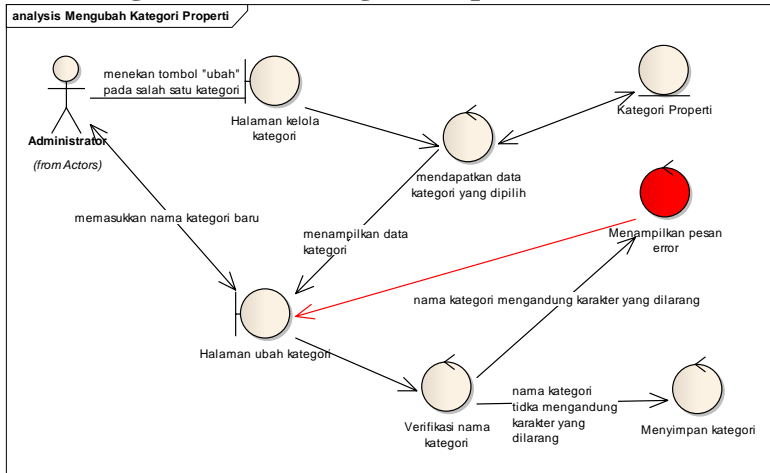 analysis Mengubah Kategori Properti
menekan tombol "ubah"
pada salah satu kategori
Administrator
(from Actors)
Halaman kelola
kategori
Kategori Properti
mendapatkan data
kategori yang dipilih
memasukkan nama kategori baru
menampilkan data
kategori
Menampilkan pesan
error
nama kategori mengandung karakter yang dilarang
Halaman ubah kategori
Verifikasi nama
kategori
nama kategori
tidka mengandung
karakter yang
dilarang
Menyimpan kategori